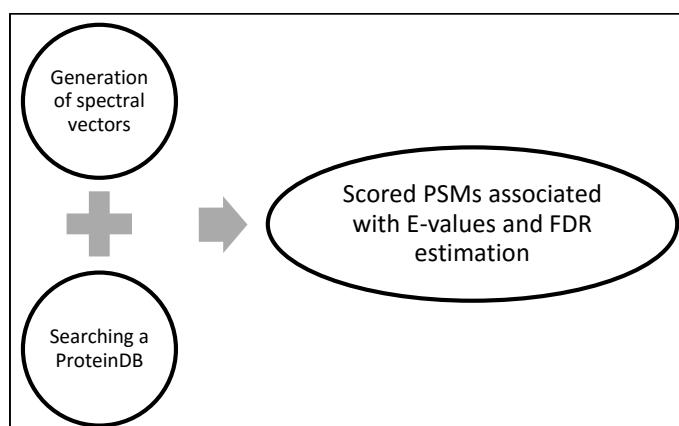 Generation
of spectral
vectors
Searching a
ProteinDB
Scored PSMs associated
with E-values and FDR
estimation